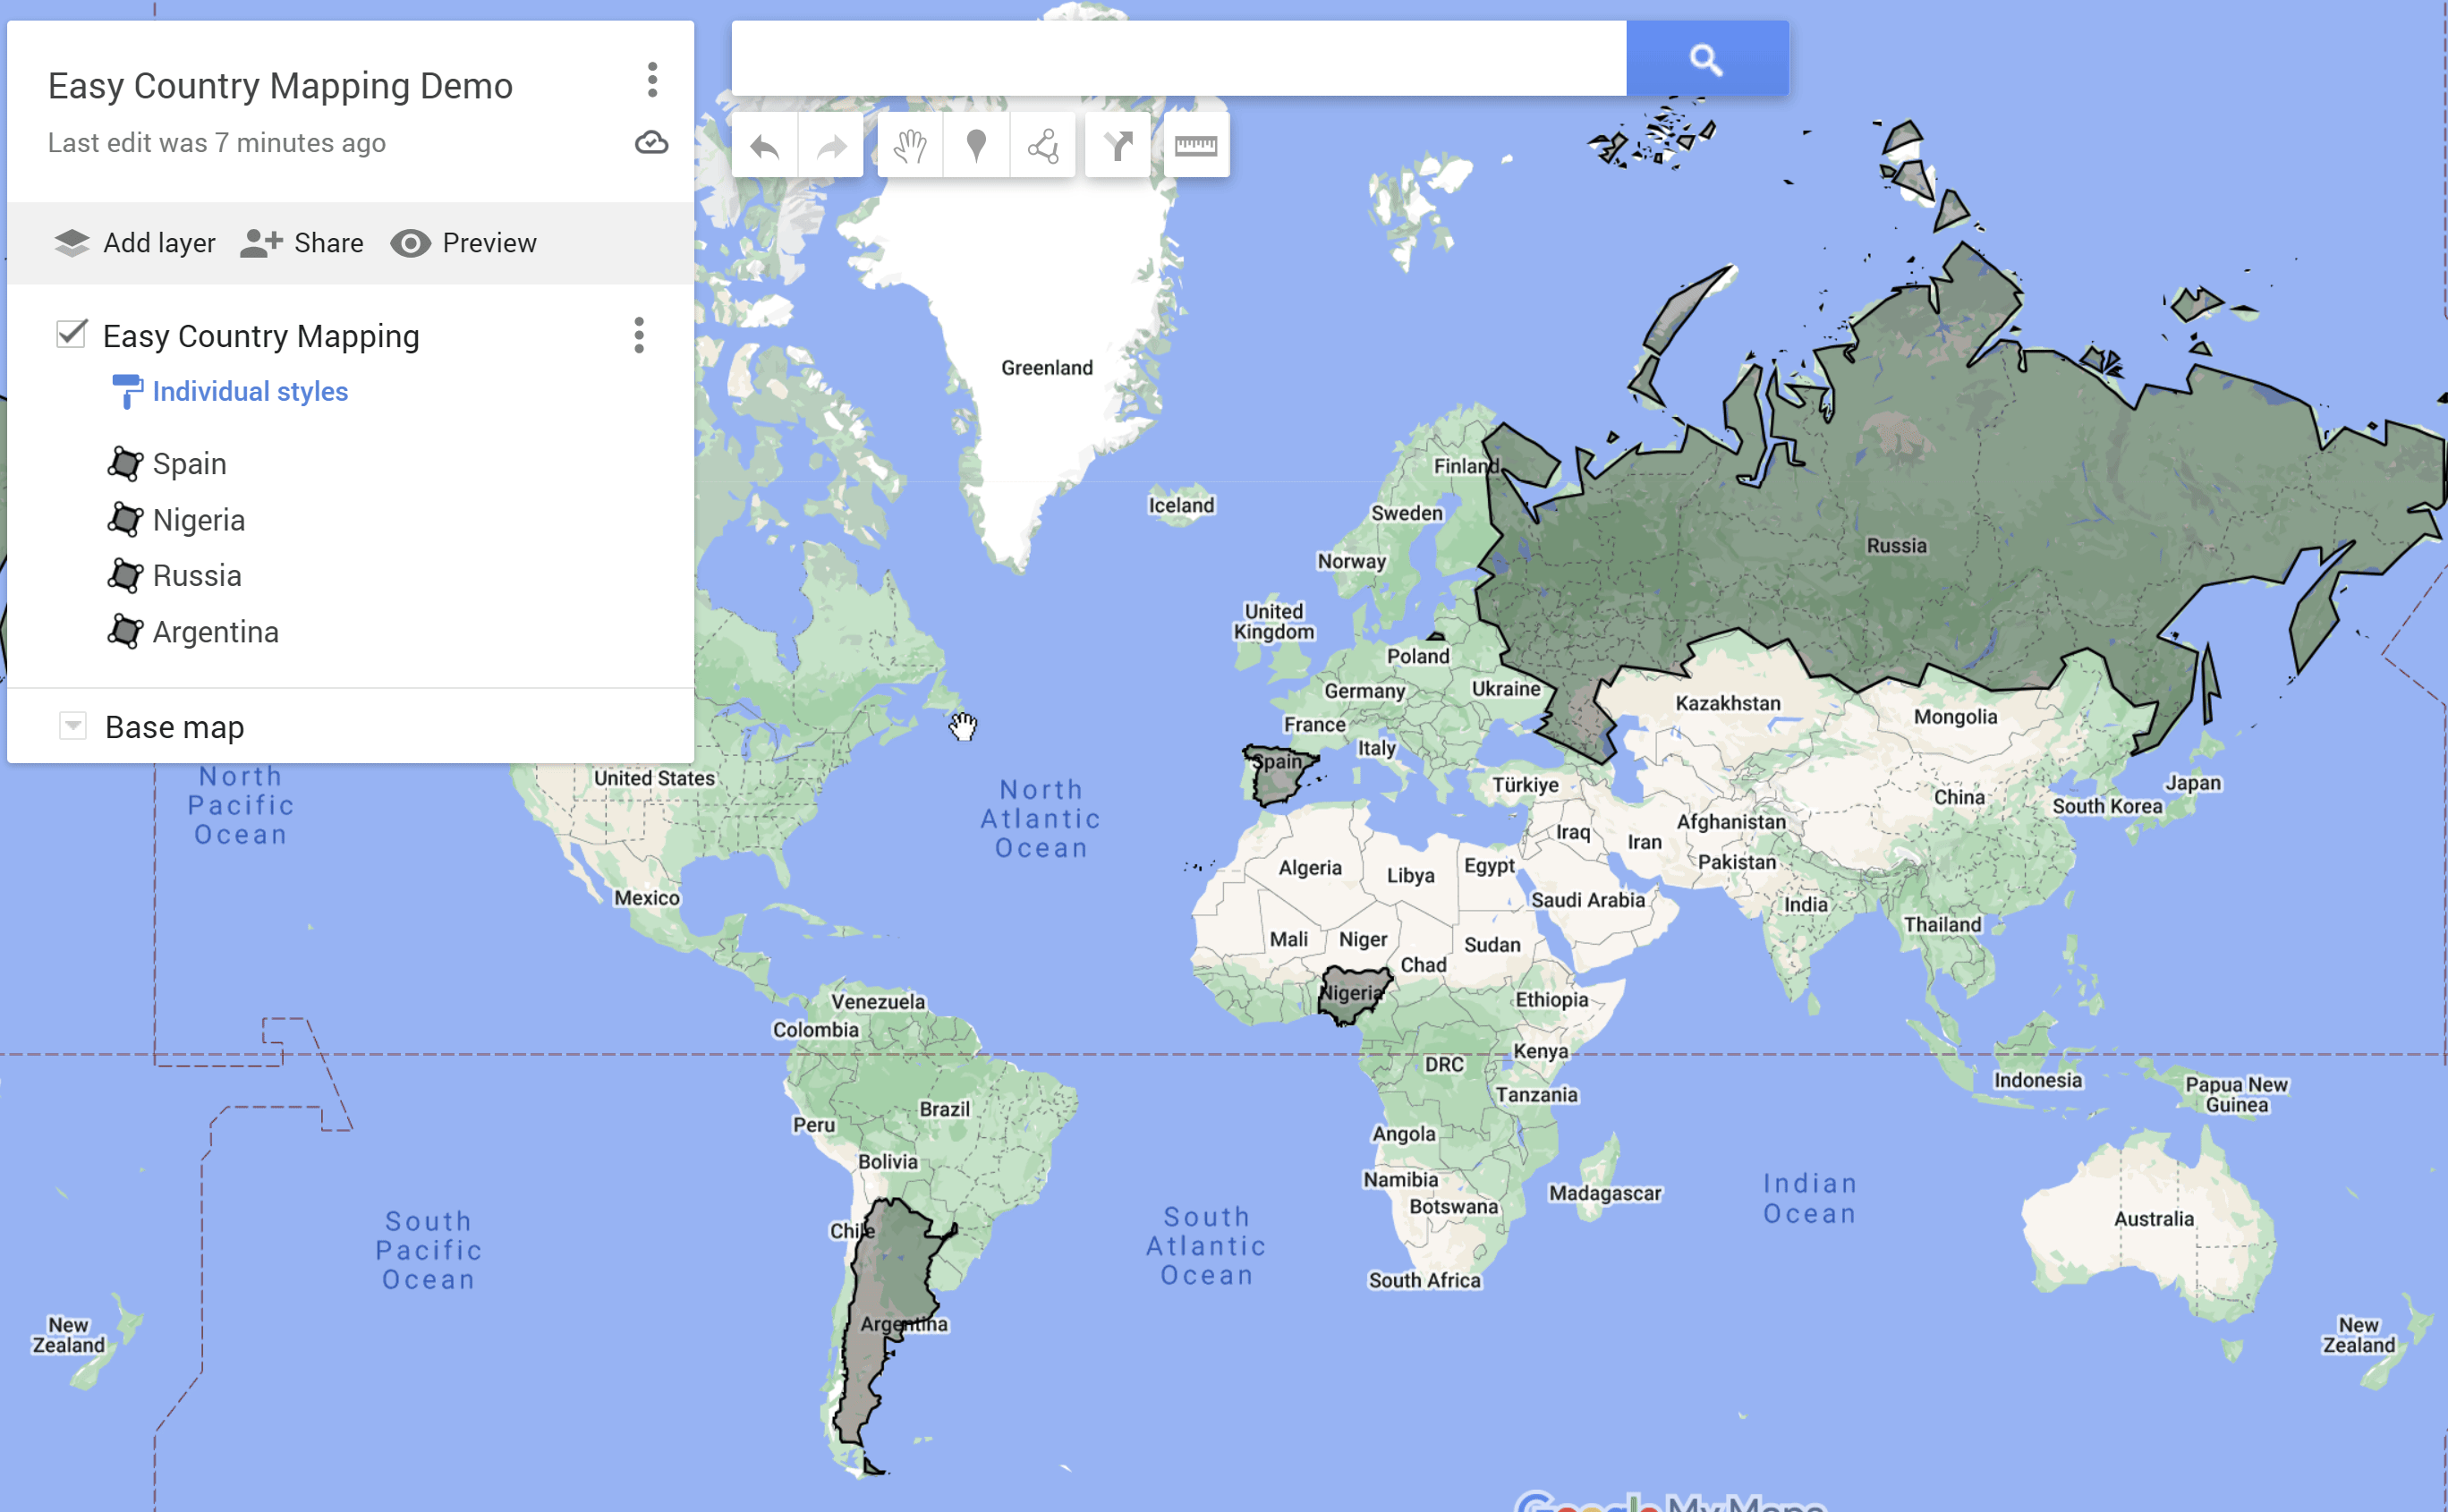 Easy Country Mapping Demo
Last edit was 7 minutes ago
Add layer
Share
Preview
Easy Country Mapping
Individual styles
Spain
Nigeria
Russia
Argentina
Base map
Greenland
Iceland
Finland
Sweden
Norway
Russia
United
Kingdom
Poland
Germany
Ukraine
France
Italy
Spain
Türkiye
Kazakhstan
Mongolia
China
South Korea
Japan
Afghanistan
Pakistan
Iran
Iraq
India
Thailand
Saudi Arabia
Egypt
Libya
Algeria
Mali
Niger
Chad
Sudan
Nigeria
Ethiopia
Kenya
DRC
Tanzania
Angola
Namibia
Botswana
Madagascar
South Africa
Indonesia
Papua New
Guinea
Australia
New
Zealand
United States
Mexico
Venezuela
Colombia
Brazil
Peru
Bolivia
Chile
Argentina
New
Zealand
North
Pacific
Ocean
North
Atlantic
Ocean
South
Pacific
Ocean
South
Atlantic
Ocean
Indian
Ocean
Google My Maps